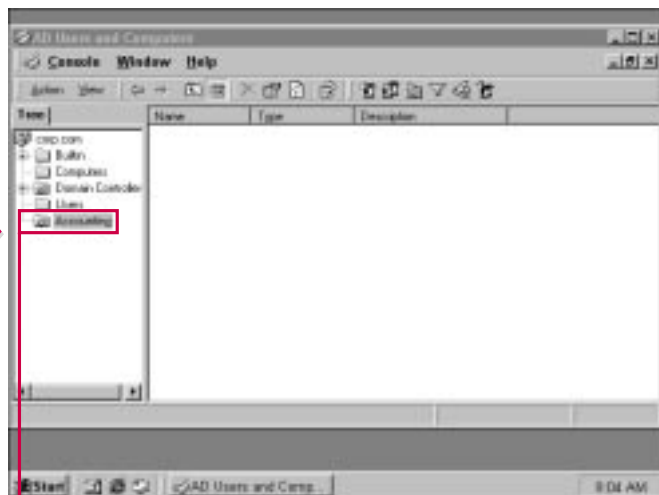 AD Users and Computers
Console Window Help
Action View
Tree
Name Type Description
corp.com
Builtin
Computers
Domain Controller
Users
Accounting
Start AD Users and Comp... 8:04 AM